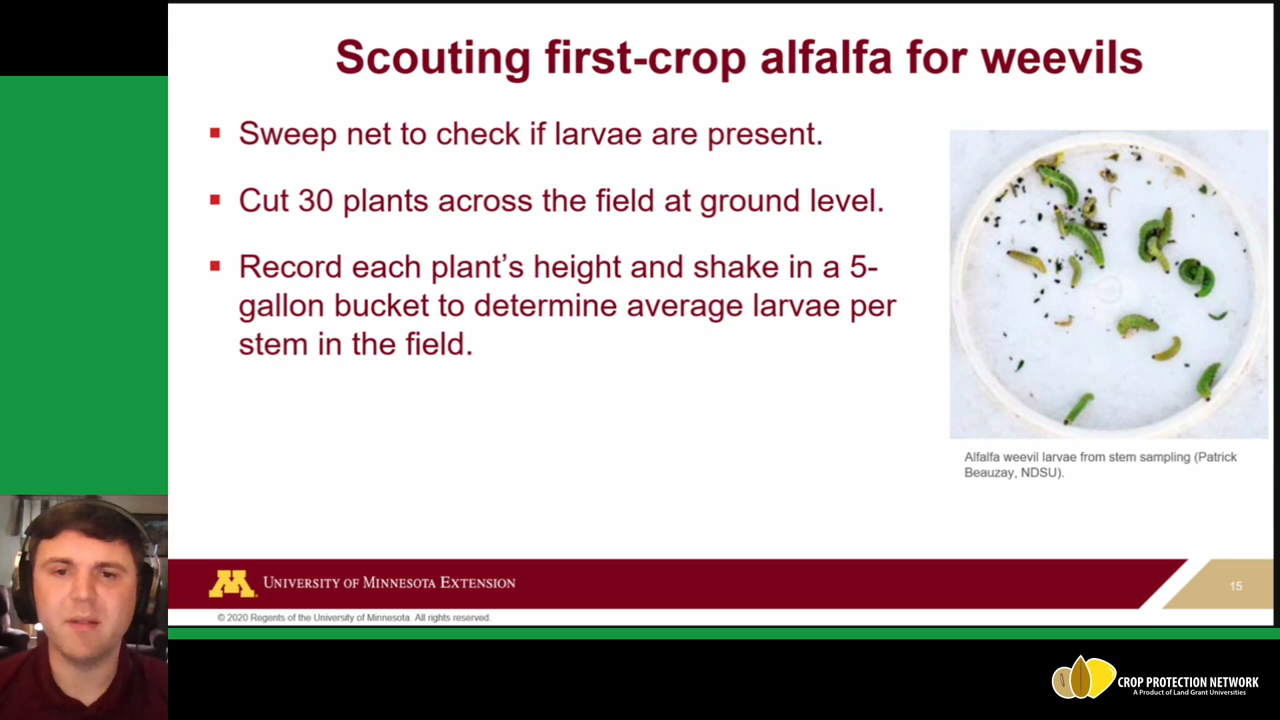 Scouting first-crop alfalfa for weevils
Sweep net to check if larvae are present.
Cut 30 plants across the field at ground level.
Record each plant's height and shake in a 5-
gallon bucket to determine average larvae per
stem in the field.
Alfalfa weevil larvae from stem sampling (Patrick
Beauzay, NDSU).
UNIVERSITY OF MINNESOTA EXTENSION
15
© 2020 Regents of the University of Minnesota. All rights reserved.
CROP PROTECTION NETWORK
A Product of Land Grant Universities